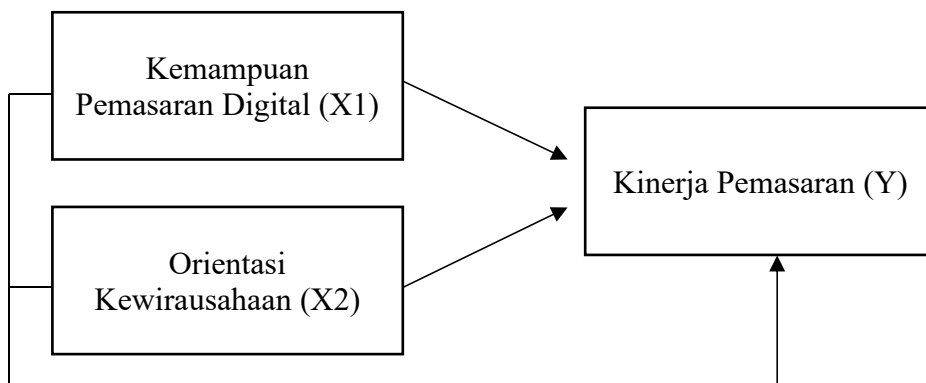 Kemampuan
Pemasaran Digital (X1)
Kinerja Pemasaran (Y)
Orientasi
Kewirausahaan (X2)